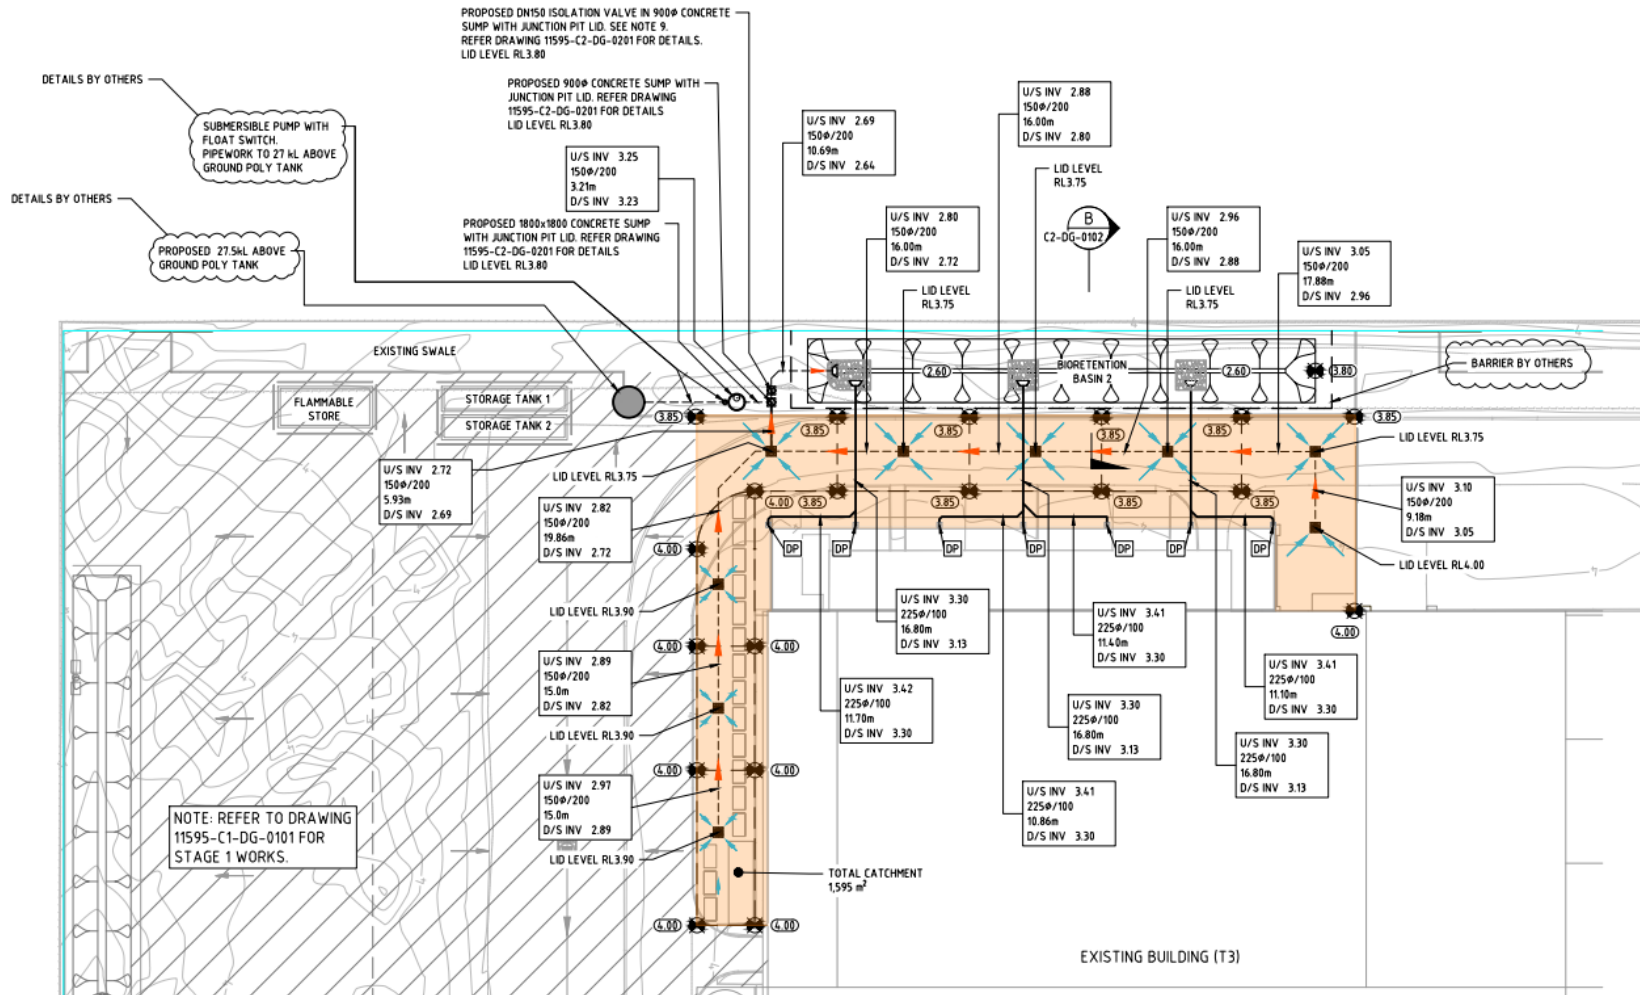 PROPOSED DN150 ISOLATION VALVE IN 900Ø CONCRETE
SUMP WITH JUNCTION PIT LID. SEE NOTE 9.
REFER DRAWING 11595-C2-DG-0201 FOR DETAILS.
LID LEVEL RL3.80
DETAILS BY OTHERS
PROPOSED 900Ø CONCRETE SUMP WITH
JUNCTION PIT LID. REFER DRAWING
11595-C2-DG-0201 FOR DETAILS
LID LEVEL RL3.80
SUBMERSIBLE PUMP WITH
FLOAT SWITCH.
PIPEWORK TO 27 kL ABOVE
GROUND POLY TANK
U/S INV 3.25
150Ø/200
3.21m
D/S INV 3.23
U/S INV 2.69
150Ø/200
10.69m
D/S INV 2.64
U/S INV 2.88
150Ø/200
16.00m
D/S INV 2.80
LID LEVEL
RL3.75
DETAILS BY OTHERS
PROPOSED 27.5kL ABOVE
GROUND POLY TANK
PROPOSED 1800x1800 CONCRETE SUMP
WITH JUNCTION PIT LID. REFER DRAWING
11595-C2-DG-0201 FOR DETAILS
LID LEVEL RL3.80
U/S INV 2.80
150Ø/200
16.00m
D/S INV 2.72
LID LEVEL
RL3.75
B
C2-DG-0102
U/S INV 2.96
150Ø/200
16.00m
D/S INV 2.88
LID LEVEL
RL3.75
U/S INV 3.05
150Ø/200
17.88m
D/S INV 2.96
EXISTING SWALE
BIORETENTION
BASIN 2
2.60
2.60
3.80
BARRIER BY OTHERS
FLAMMABLE
STORE
STORAGE TANK 1
STORAGE TANK 2
3.85
3.85
3.85
3.85
3.85
3.85
LID LEVEL RL3.75
U/S INV 2.72
150Ø/200
5.93m
D/S INV 2.69
LID LEVEL RL3.75
4.00
3.85
3.85
3.85
3.85
U/S INV 3.10
150Ø/200
9.18m
D/S INV 3.05
LID LEVEL RL4.00
U/S INV 2.82
150Ø/200
19.86m
D/S INV 2.72
4.00
DP
DP
DP
DP
DP
DP
LID LEVEL RL3.90
U/S INV 3.30
225Ø/100
16.80m
D/S INV 3.13
U/S INV 3.41
225Ø/100
11.40m
D/S INV 3.30
4.00
4.00
4.00
U/S INV 2.89
150Ø/200
15.0m
D/S INV 2.82
U/S INV 3.42
225Ø/100
11.70m
D/S INV 3.30
U/S INV 3.41
225Ø/100
11.10m
D/S INV 3.30
U/S INV 3.30
225Ø/100
16.80m
D/S INV 3.13
LID LEVEL RL3.90
U/S INV 3.30
225Ø/100
16.80m
D/S INV 3.13
4.00
4.00
U/S INV 2.97
150Ø/200
15.0m
D/S INV 2.89
U/S INV 3.41
225Ø/100
10.86m
D/S INV 3.30
NOTE: REFER TO DRAWING
11595-C1-DG-0101 FOR
STAGE 1 WORKS.
LID LEVEL RL3.90
TOTAL CATCHMENT
1,595 m²
4.00
4.00
EXISTING BUILDING (T3)